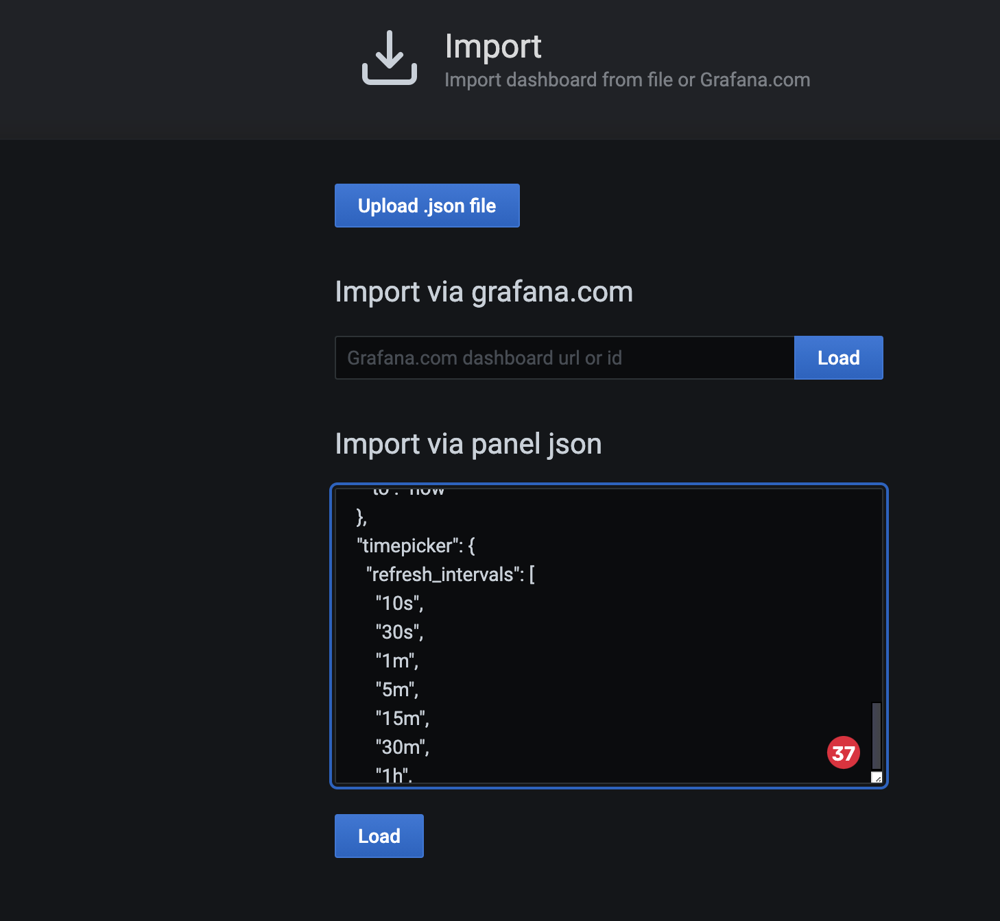 Import
Import dashboard from file or Grafana.com
Upload .json file
Import via grafana.com
Grafana.com dashboard url or id
Load
Import via panel json
"to": "now"
},
"timepicker": {
"refresh_intervals": [
"10s",
"30s",
"1m",
"5m",
"15m",
"30m",
"1h",
37
Load